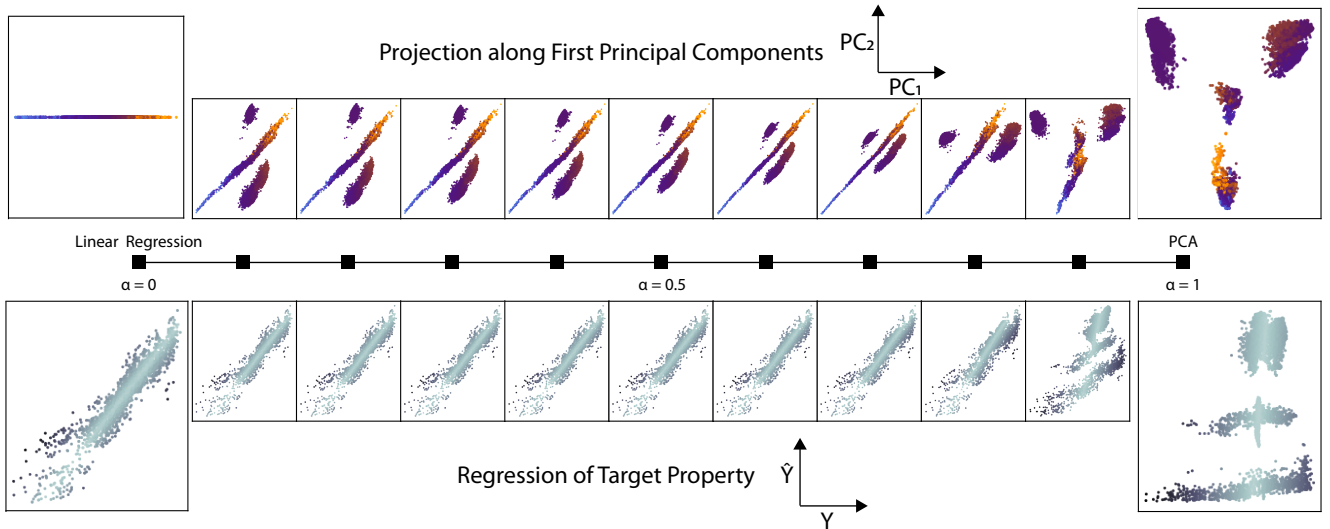 Projection along First Principal Components
PC₂
PC₁
Linear Regression
PCA
α = 0
α = 0.5
α = 1
Regression of Target Property
Ŷ
Y